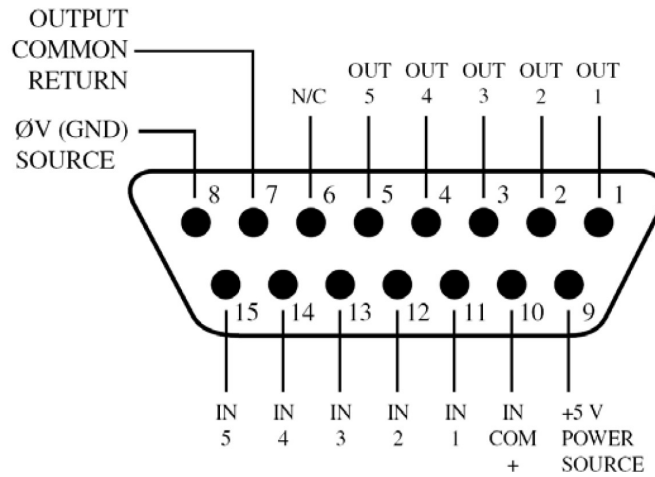 OUTPUT
COMMON
RETURN
ØV (GND)
SOURCE
N/C
OUT
5
OUT
4
OUT
3
OUT
2
OUT
1
8 7 6 5 4 3 2 1
15 14 13 12 11 10 9
IN
5
IN
4
IN
3
IN
2
IN
1
IN
COM
+
+5 V
POWER
SOURCE